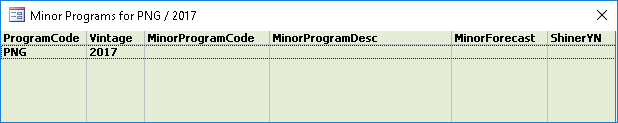 Minor Programs for PNG / 2017
ProgramCode Vintage MinorProgramCode MinorProgramDesc MinorForecast ShinerYN
PNG 2017